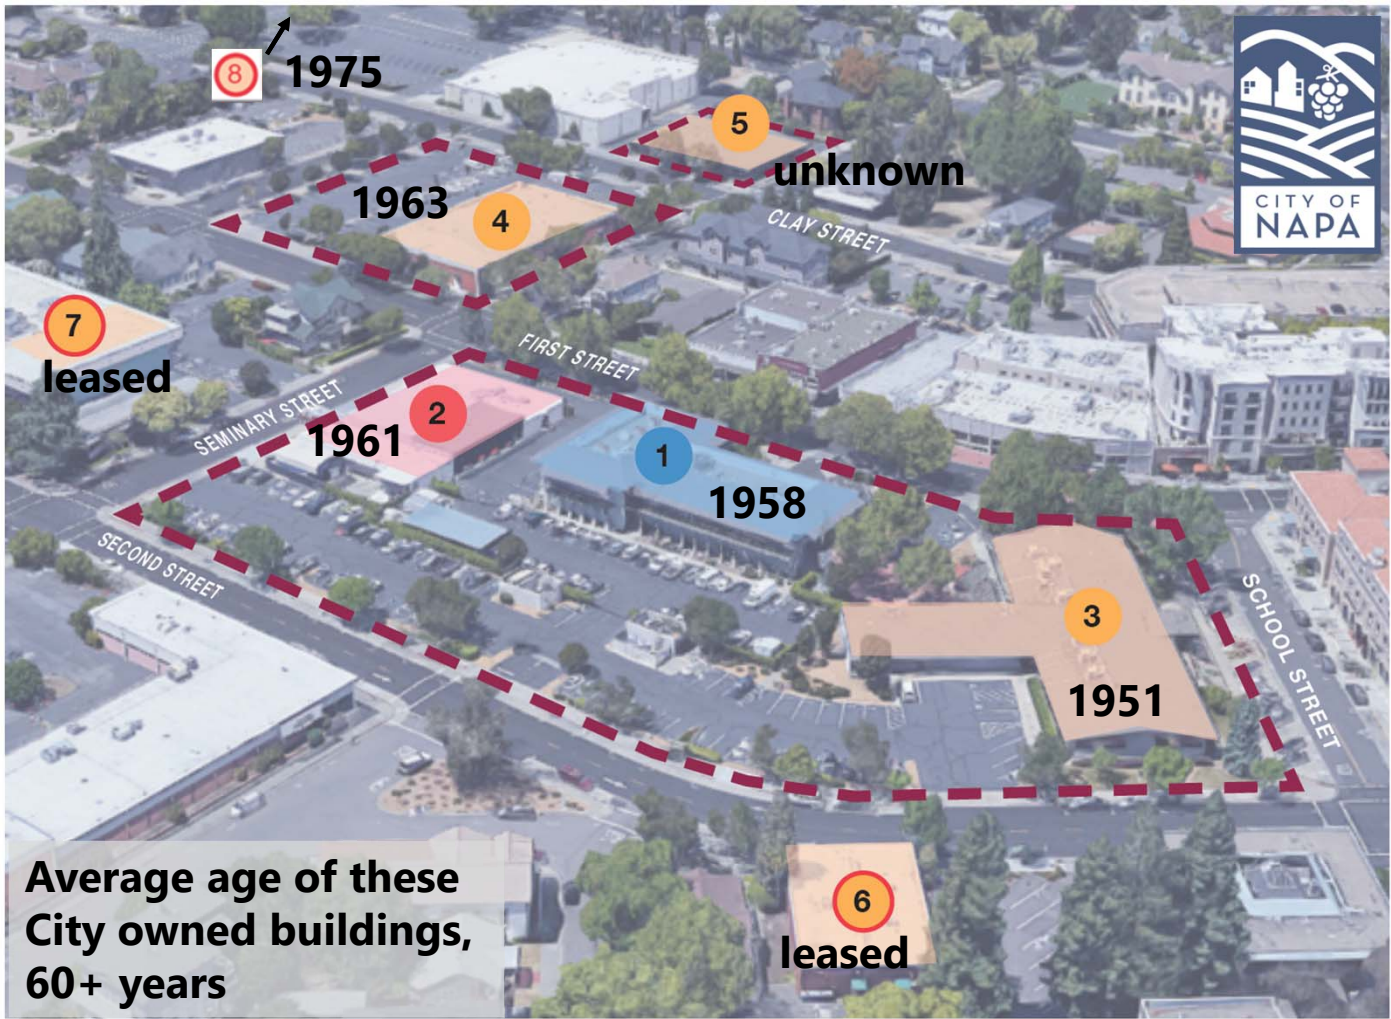 8
1975
5
unknown
CITY OF
NAPA
1963
4
CLAY STREET
7
leased
FIRST STREET
SEMINARY STREET
2
1961
1
1958
SECOND STREET
3
1951
SCHOOL STREET
6
leased
Average age of these
City owned buildings,
60+ years